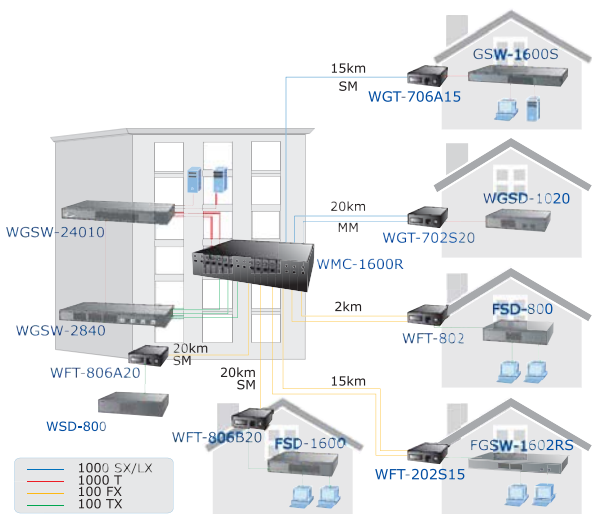 GSW-1600S
15km
SM
WGT-706A15
WGSD-1020
20km
MM
WGT-702S20
WGSW-24010
WMC-1600R
2km
FSD-800
WFT-802
WGSW-2840
20km
SM
WFT-806A20
20km
SM
15km
WSD-800
WFT-806B20
FSD-1600
FGSW-1602RS
WFT-202S15
1000 SX/LX
1000 T
100 FX
100 TX